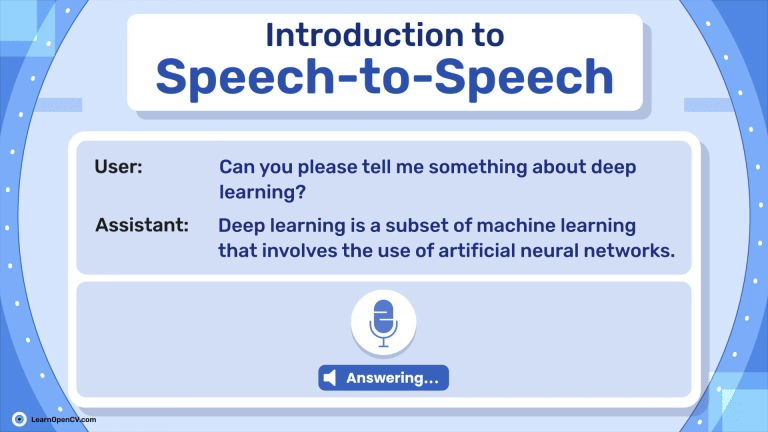 Introduction to
Speech-to-Speech
User: Can you please tell me something about deep
learning?
Assistant: Deep learning is a subset of machine learning
that involves the use of artificial neural networks.
Answering...
LearnOpenCV.com